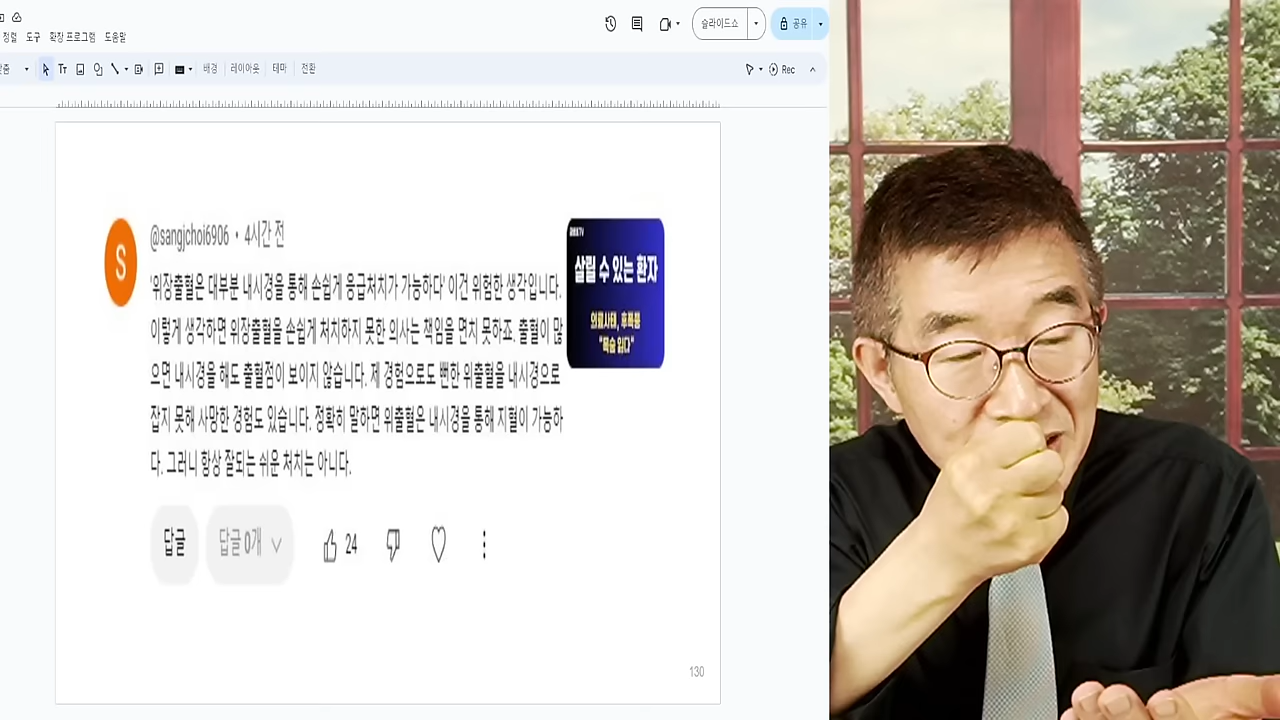 정렬 도구 확장 프로그램 도움말
슬라이드쇼
공유
배경 레이아웃 테마 전환
Rec
S
@sangjchoi6906 • 4시간 전
'위장출혈은 대부분 내시경을 통해 손쉽게 응급처치가 가능하다' 이건 위험한 생각입니다.
이렇게 생각하면 위장출혈을 손쉽게 처치하지 못한 의사는 책임을 면치 못하죠. 출혈이 많
으면 내시경을 해도 출혈점이 보이지 않습니다. 제 경험으로도 뻔한 위출혈을 내시경으로
잡지 못해 사망한 경험도 있습니다. 정확히 말하면 위출혈은 내시경을 통해 지혈이 가능하
다. 그러니 항상 잘되는 쉬운 처치는 아니다.
살릴 수 있는 환자
의료사태, 후폭풍
"목숨 잃다"
답글
답글 0개
24
130